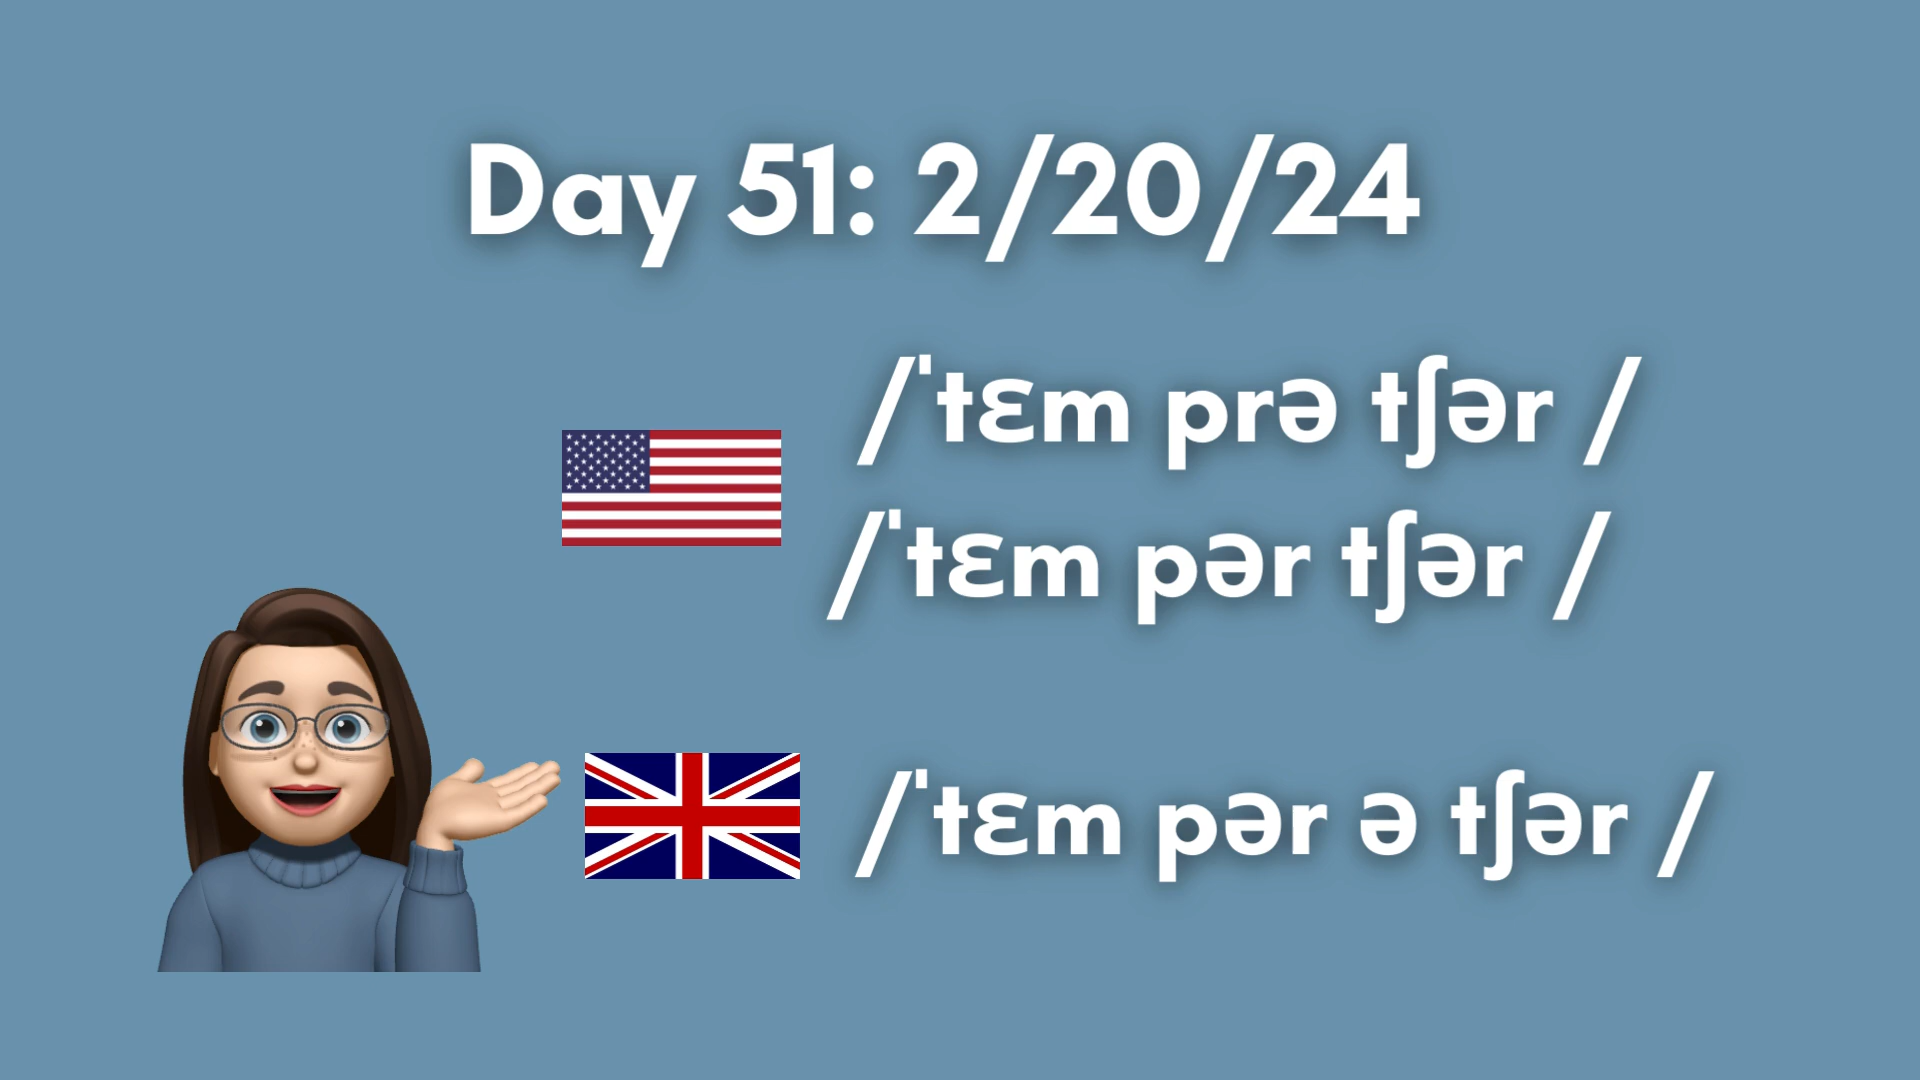 Day 51: 2/20/24
/ˈtɛm prə tʃər /
/ˈtɛm pər tʃər /
/ˈtɛm pər ə tʃər /